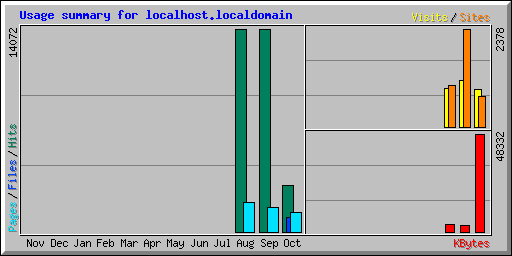 Usage summary for localhost.localdomain
Visits/Sites
14072
2378
Pages/Files/Hits
48332
Nov Dec Jan Feb Mar Apr May Jun Jul Aug Sep Oct
KBytes